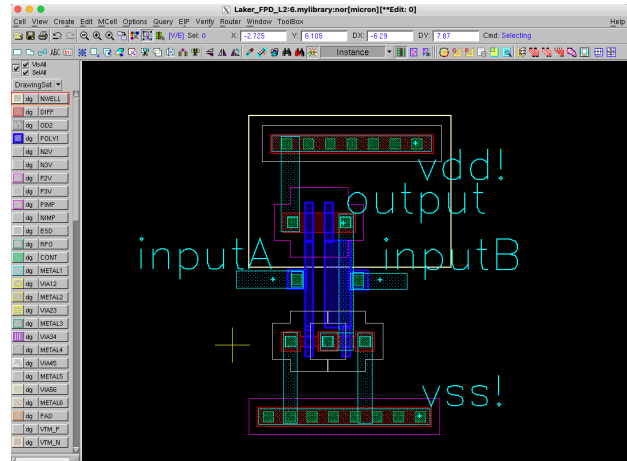 Laker_FPD_L2:6.mylibrary:nor[micron] [**Edit: 0]
Cell View Create Edit MCell Options Query EIP Verify Router Window ToolBox Help
[V/E] Sel: 0 X: -2.725 Y: 6.105 DX: -6.29 DY: 7.87 Cmd: Selecting
abc Instance
VisAll
SelAll
DrawingSet
dg NWELL
dg DIFF
dg OD2
dg POLY1
dg N2V
dg N3V
dg P2V
dg P3V
dg PIMP
dg NIMP
dg ESD
dg RPO
dg CONT
dg METAL1
dg VIA12
dg METAL2
dg VIA23
dg METAL3
dg VIA34
dg METAL4
dg VIA45
dg METAL5
dg VIA56
dg METAL6
dg PAD
dg VTM_P
dg VTM_N
vdd!
output
inputA inputB
vss!